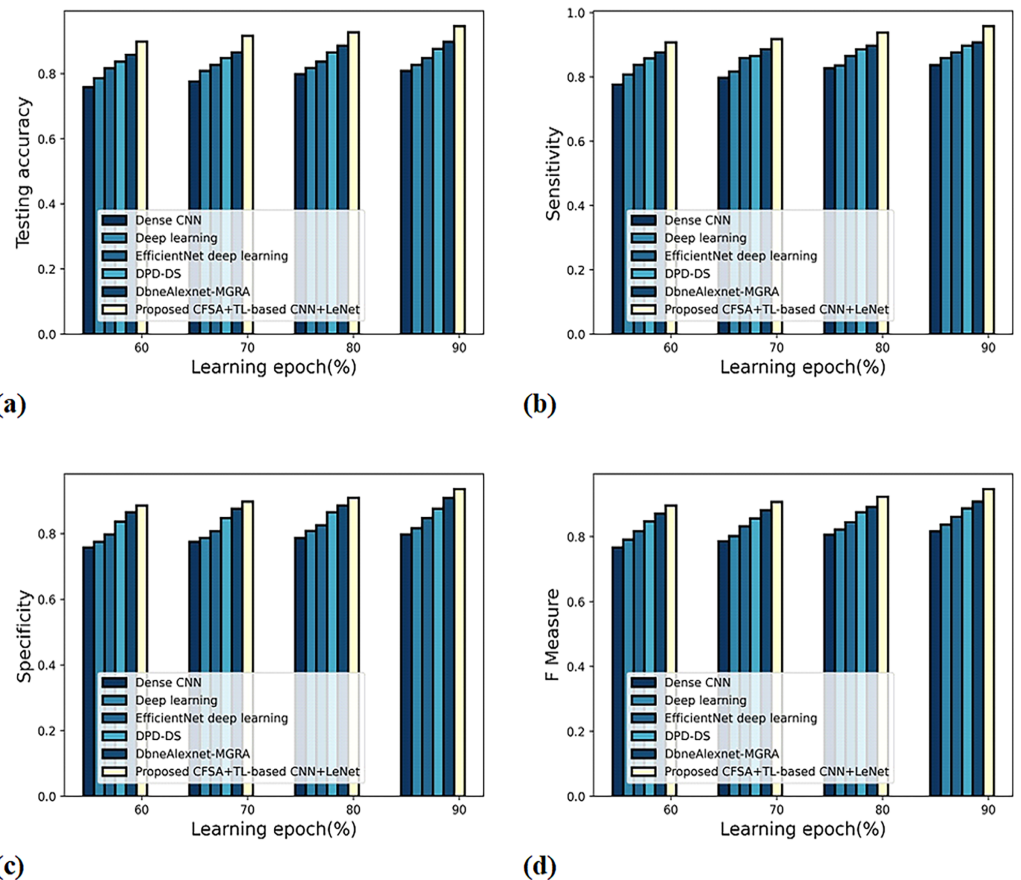 Testing accuracy
0.8
0.6
0.4
0.2
0.0
Dense CNN
Deep learning
EfficientNet deep learning
DPD-DS
DbneAlexnet-MGRA
Proposed CFSA+TL-based CNN+LeNet
60 70 80 90
Learning epoch(%)
(a)
Sensitivity
1.0
0.8
0.6
0.4
0.2
0.0
Dense CNN
Deep learning
EfficientNet deep learning
DPD-DS
DbneAlexnet-MGRA
Proposed CFSA+TL-based CNN+LeNet
60 70 80 90
Learning epoch(%)
(b)
Specificity
0.8
0.6
0.4
0.2
0.0
Dense CNN
Deep learning
EfficientNet deep learning
DPD-DS
DbneAlexnet-MGRA
Proposed CFSA+TL-based CNN+LeNet
60 70 80 90
Learning epoch(%)
(c)
F Measure
0.8
0.6
0.4
0.2
0.0
Dense CNN
Deep learning
EfficientNet deep learning
DPD-DS
DbneAlexnet-MGRA
Proposed CFSA+TL-based CNN+LeNet
60 70 80 90
Learning epoch(%)
(d)